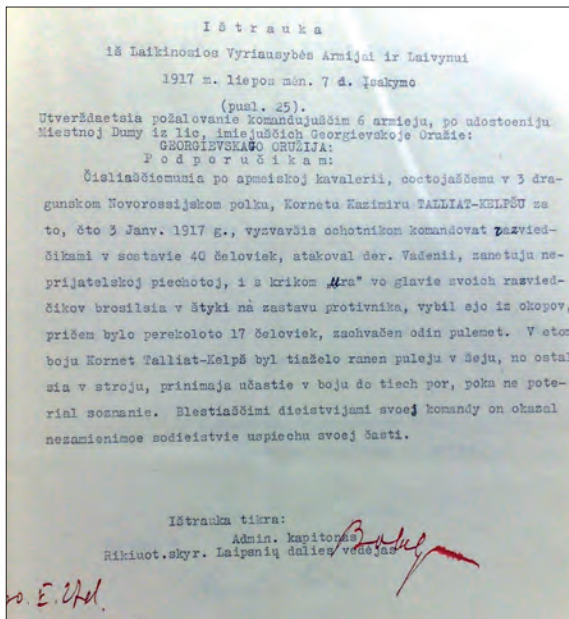 Ištrauka
iš Laikinosios Vyriausybės Armijai ir Laivynui
1917 m. liepos mėn. 7 d. Įsakymo
(pusl. 25).
Utverždaetsia požalovanie komandujuščim 6 armieju, po udostoeniju
Miestnoj Dumy iz lic, imiejuščich Georgievskoje Oružie:
GEORGIEVSKAGO ORUŽIJA:
Podporučikam:
Čisliaščiemusia po apmeiskoj kavalerii, coctojaščemu v 3 dra-
gunskom Novorossijskom polku, Kornetu Kazimiru TALLIAT-KELPŠU za
to, čto 3 Janv. 1917 g., vyzvavšis ochotnikom komandovat razvied-
čikami v sostavie 40 čeloviek, atakoval der. Vadenii, zanetuju ne-
prijatelskoj piechotoj, i s krikom „Ura" vo glavie svoich razvied-
čikov brosilsia v štyki na zastavu protivnika, vybil ejo iz okopov,
pričem bylo perekoloto 17 čeloviek, zachvačen odin pulemet. V etom
boju Kornet Talliat-Kelpš byl tiaželo ranen puleju v šeju, no ostal
sia v stroju, prinimaja učastie v boju do tiech por, poka ne pote-
rial soznanie. Blestiaščimi dieistvijami svoej komandy on okazal
nezamienimoe sodieistvie uspiechu svoej časti.
Ištrauka tikra:
Admin. kapitonas
Rikiuot.skyr. Laipsnių dalies vedėjas